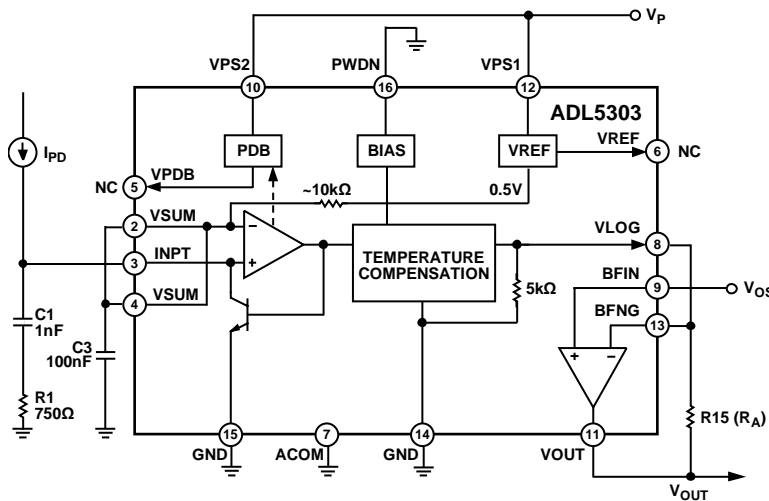 VP
VPS2
PWDN
VPS1
10
16
12
ADL5303
IPD
PDB
BIAS
VREF
VREF
6
NC
NC
5
VPDB
~10kΩ
0.5V
2
VSUM
−
VLOG
8
3
INPT
+
TEMPERATURE
COMPENSATION
BFIN
9
VOS
4
VSUM
5kΩ
BFNG
13
C1
1nF
C3
100nF
+
−
R1
750Ω
R15 (RA)
15
7
14
11
GND
ACOM
GND
VOUT
VOUT